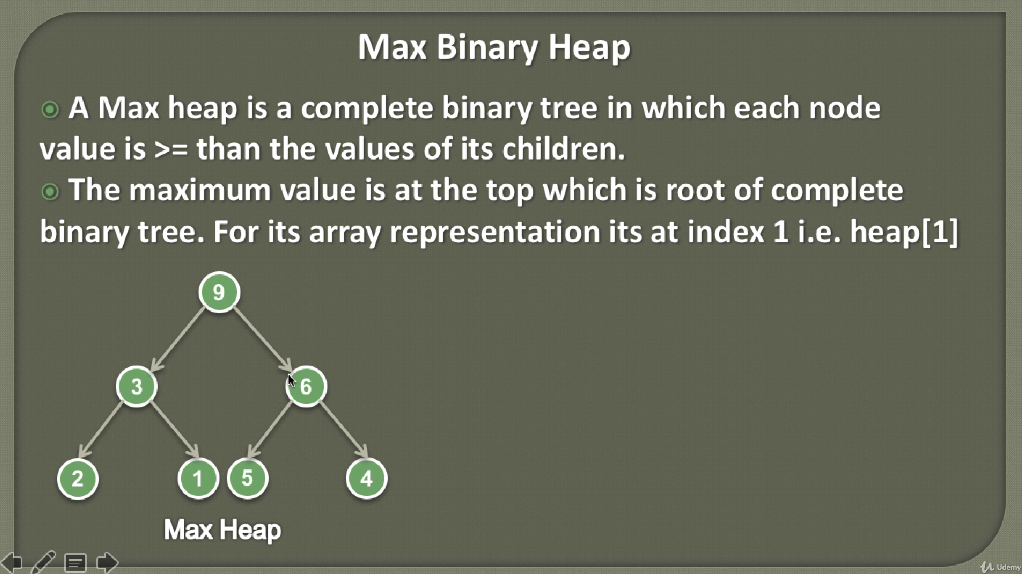 Max Binary Heap
A Max heap is a complete binary tree in which each node
value is >= than the values of its children.
The maximum value is at the top which is root of complete
binary tree. For its array representation its at index 1 i.e. heap[1]
9
3 6
2 1 5 4
Max Heap
Udemy